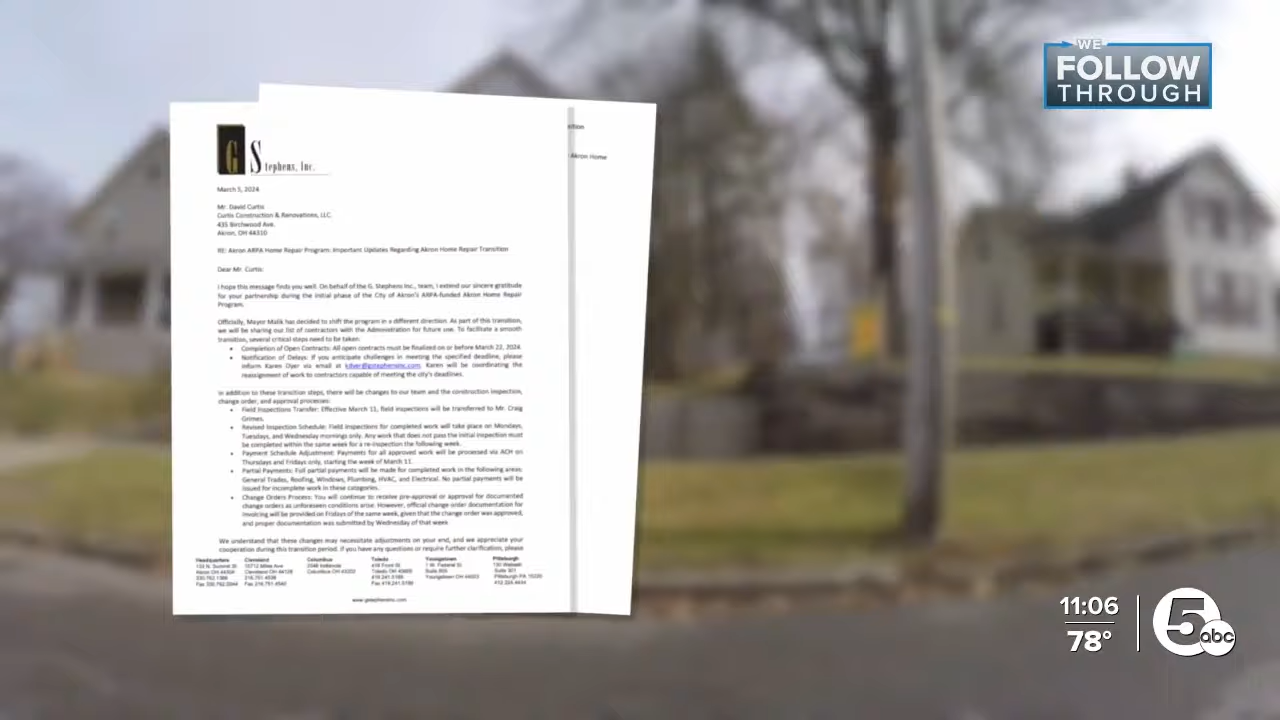 WE
FOLLOW
THROUGH
ition
Akron Home
G Stephens, Inc.
March 5, 2024
Mr. David Curtis
Curtis Construction & Renovations, LLC.
435 Birchwood Ave.
Akron, OH 44310
RE: Akron ARPA Home Repair Program: Important Updates Regarding Akron Home Repair Transition
Dear Mr. Curtis:
I hope this message finds you well. On behalf of the G. Stephens Inc., team, I extend our sincere gratitude
for your partnership during the initial phase of the City of Akron's ARPA-funded Akron Home Repair
Program.
Officially, Mayor Malik has decided to shift the program in a different direction. As part of this transition,
we will be sharing our list of contractors with the Administration for future use. To facilitate a smooth
transition, several critical steps need to be taken:
• Completion of Open Contracts: All open contracts must be finalized on or before March 22, 2024.
• Notification of Delays: If you anticipate challenges in meeting the specified deadline, please
inform Karen Dyer via email at kdyer@gstephensinc.com. Karen will be coordinating the
reassignment of work to contractors capable of meeting the city's deadlines.
In addition to these transition steps, there will be changes to our team and the construction inspection,
change order, and approval processes:
• Field Inspections Transfer: Effective March 11, field inspections will be transferred to Mr. Craig
Grimes.
• Revised Inspection Schedule: Field inspections for completed work will take place on Mondays,
Tuesdays, and Wednesday mornings only. Any work that does not pass the initial inspection must
be completed within the same week for a re-inspection the following week.
• Payment Schedule Adjustment: Payments for all approved work will be processed via ACH on
Thursdays and Fridays only, starting the week of March 11.
• Partial Payments: Full partial payments will be made for completed work in the following areas:
General Trades, Roofing, Windows, Plumbing, HVAC, and Electrical. No partial payments will be
issued for incomplete work in these categories.
• Change Orders Process: You will continue to receive pre-approval or approval for documented
change orders as unforeseen conditions arise. However, official change order documentation for
invoicing will be provided on Fridays of the same week, given that the change order was approved,
and proper documentation was submitted by Wednesday of that week
We understand that these changes may necessitate adjustments on your end, and we appreciate your
cooperation during this transition period. If you have any questions or require further clarification, please
Headquarters Cleveland Columbus Toledo Youngstown Pittsburgh
www.gstephensinc.com
11:06
78°
5 abc